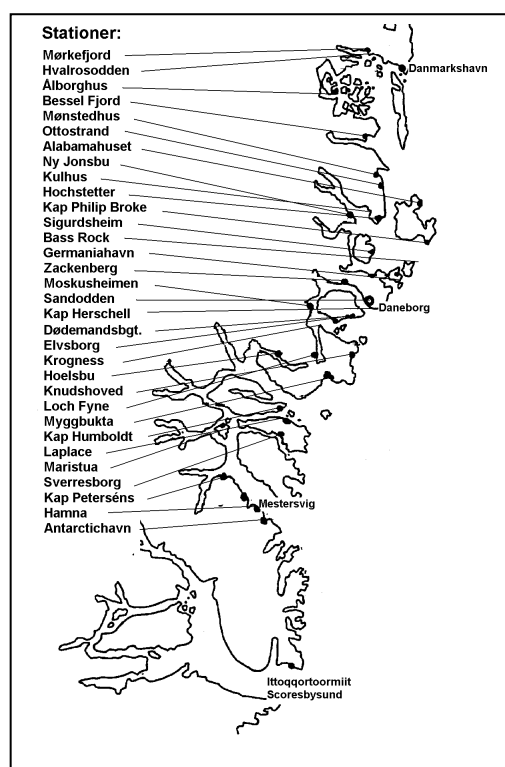 Stationer:
Mørkefjord
Hvalrosodden
Ålborghus
Bessel Fjord
Mønstedhus
Ottostrand
Alabamahuset
Ny Jonsbu
Kulhus
Hochstetter
Kap Philip Broke
Sigurdsheim
Bass Rock
Germaniahavn
Zackenberg
Moskusheimen
Sandodden
Kap Herschell
Dødemandsbgt.
Elvsborg
Krogness
Hoelsbu
Knudshoved
Loch Fyne
Myggbukta
Kap Humboldt
Laplace
Maristua
Sverresborg
Kap Peterséns
Hamna
Antarctichavn
Danmarkshavn
Daneborg
Mestersvig
Ittoqqortoormiit
Scoresbysund